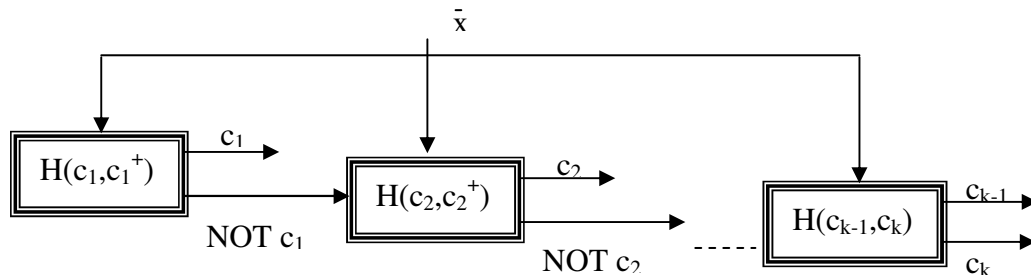 x̄
c₁
H(c₁,c₁⁺)
NOT c₁
c₂
H(c₂,c₂⁺)
NOT c₂
cₖ₋₁
H(cₖ₋₁,cₖ)
cₖ